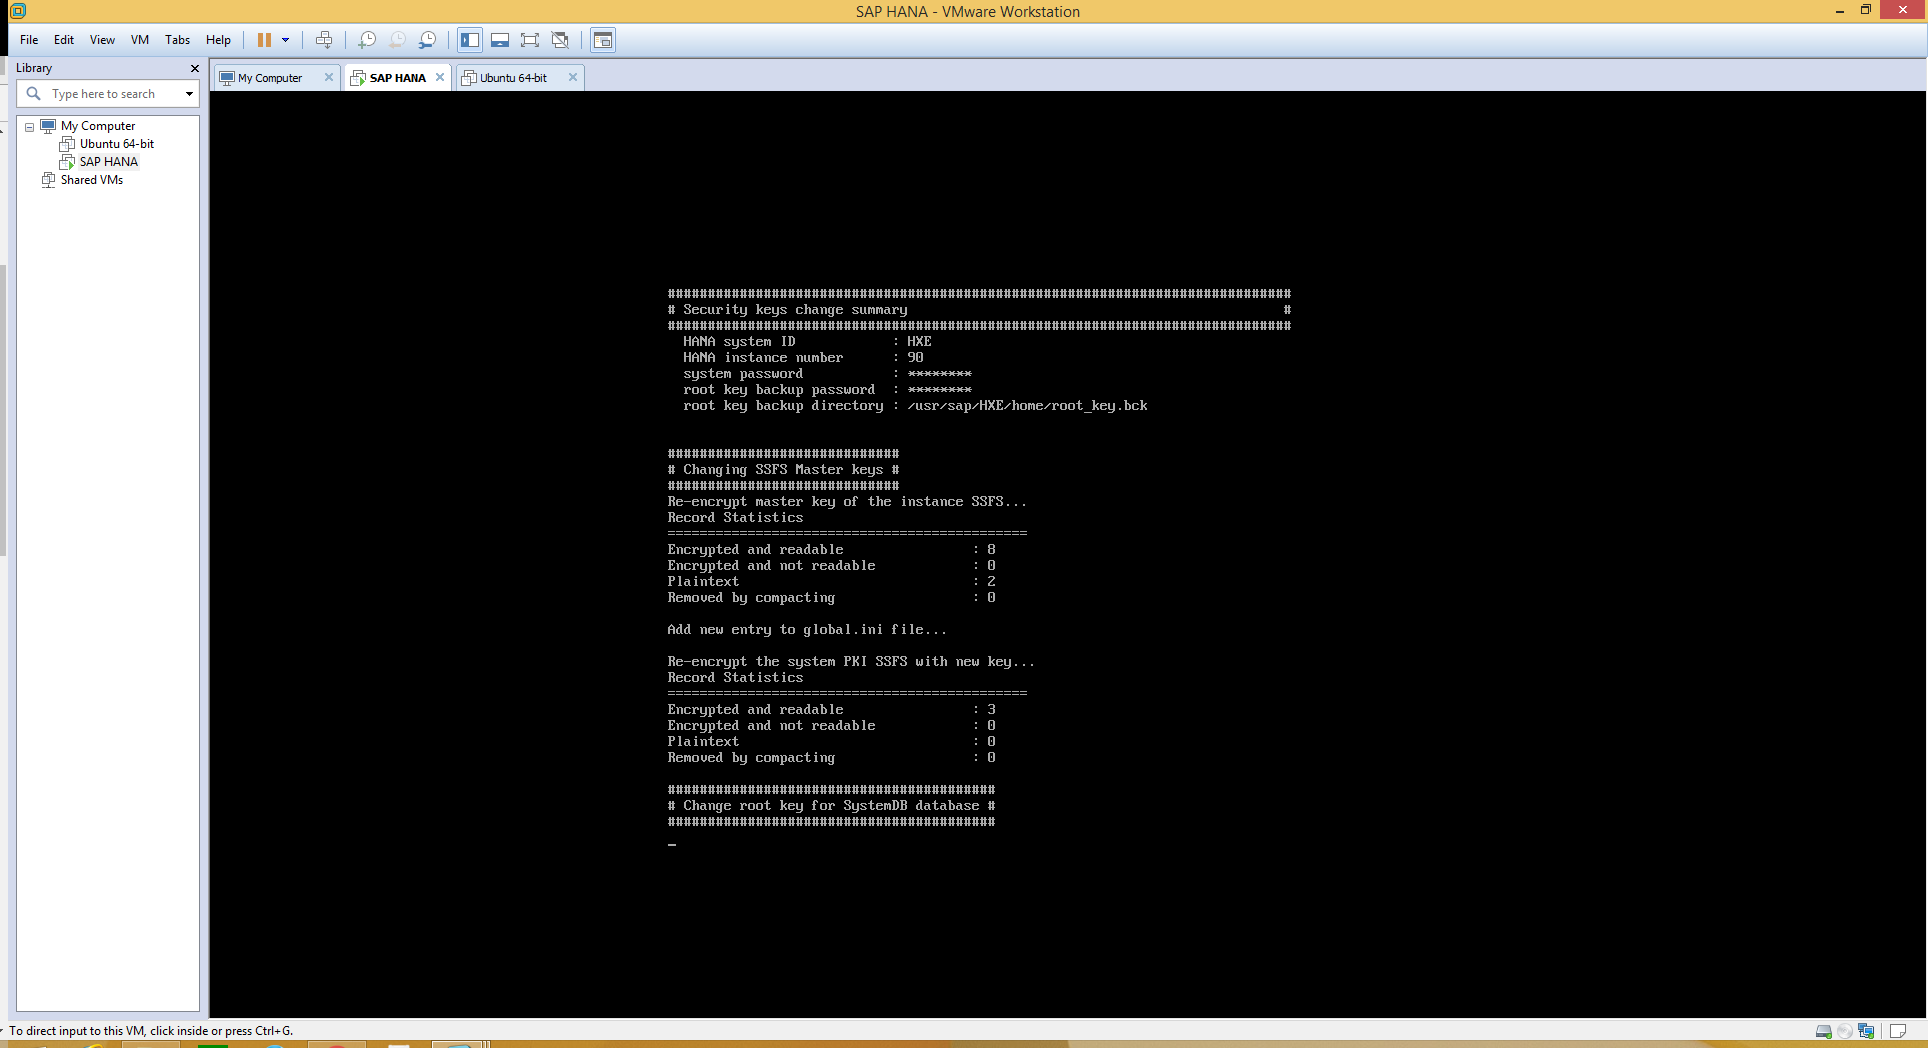 SAP HANA - VMware Workstation
File Edit View VM Tabs Help
Library
Type here to search
My Computer
Ubuntu 64-bit
SAP HANA
Shared VMs
My Computer
SAP HANA
Ubuntu 64-bit
##############################################################################
# Security keys change summary #
##############################################################################
HANA system ID : HXE
HANA instance number : 90
system password : ********
root key backup password : ********
root key backup directory : /usr/sap/HXE/home/root_key.bck
#############################
# Changing SSFS Master keys #
#############################
Re-encrypt master key of the instance SSFS...
Record Statistics
=============================================
Encrypted and readable : 8
Encrypted and not readable : 0
Plaintext : 2
Removed by compacting : 0
Add new entry to global.ini file...
Re-encrypt the system PKI SSFS with new key...
Record Statistics
=============================================
Encrypted and readable : 3
Encrypted and not readable : 0
Plaintext : 0
Removed by compacting : 0
#########################################
# Change root key for SystemDB database #
#########################################
_
To direct input to this VM, click inside or press Ctrl+G.